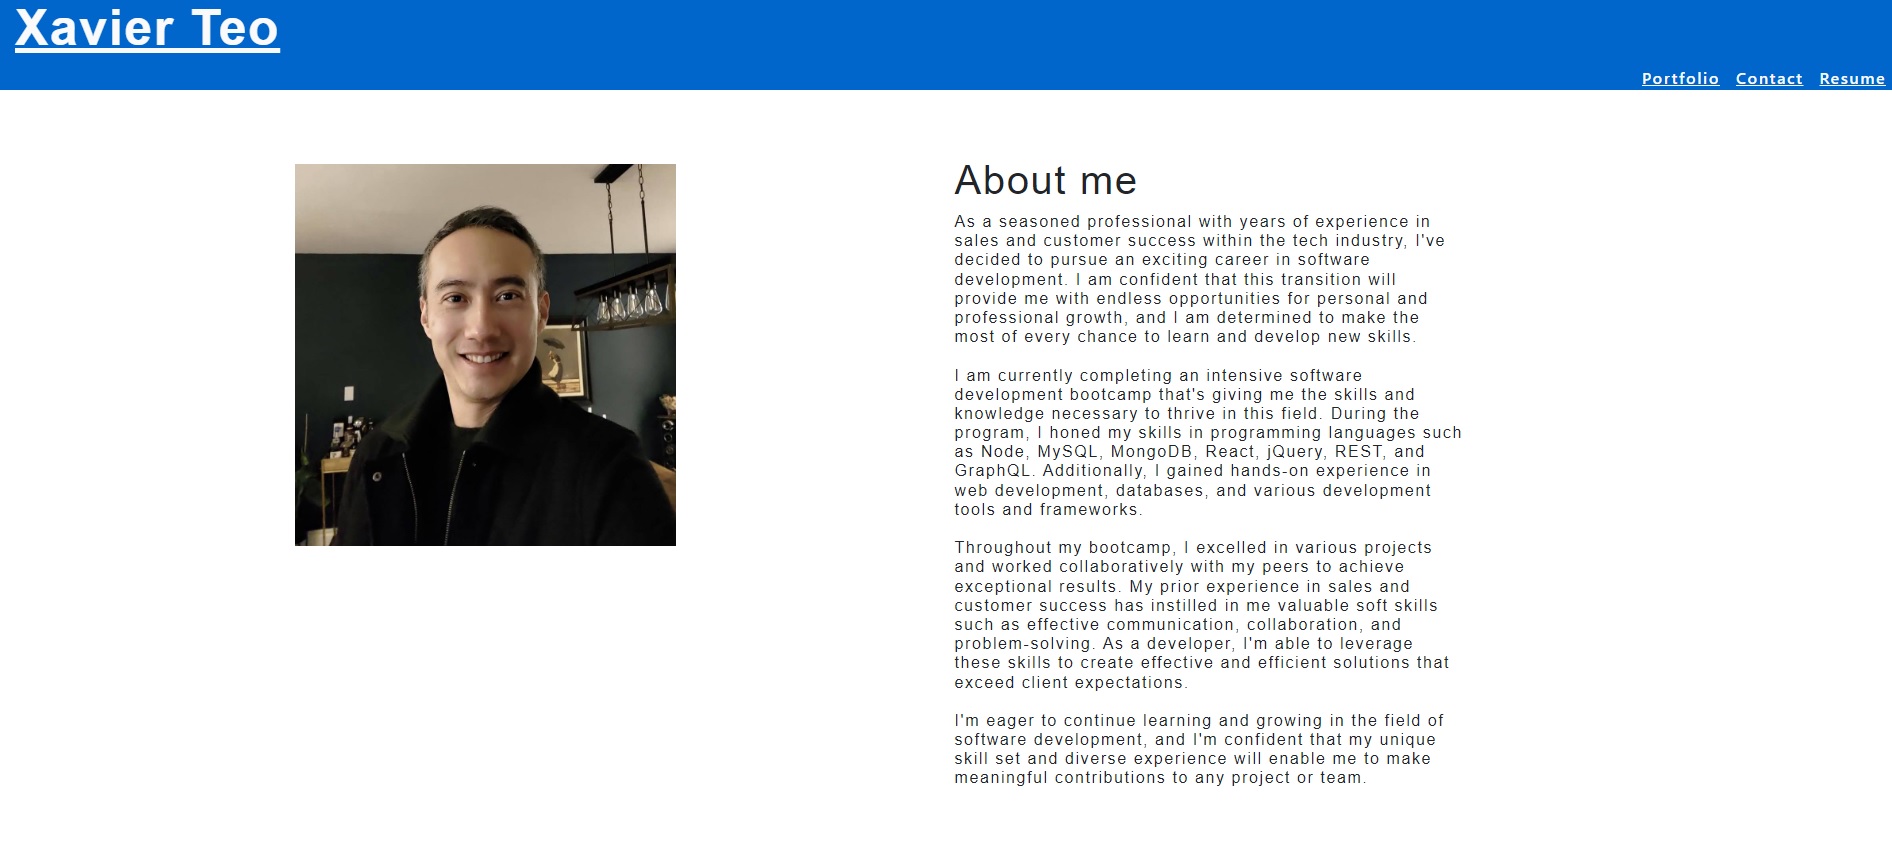 Xavier Teo
Portfolio Contact Resume
About me
As a seasoned professional with years of experience in
sales and customer success within the tech industry, I've
decided to pursue an exciting career in software
development. I am confident that this transition will
provide me with endless opportunities for personal and
professional growth, and I am determined to make the
most of every chance to learn and develop new skills.
I am currently completing an intensive software
development bootcamp that's giving me the skills and
knowledge necessary to thrive in this field. During the
program, I honed my skills in programming languages such
as Node, MySQL, MongoDB, React, jQuery, REST, and
GraphQL. Additionally, I gained hands-on experience in
web development, databases, and various development
tools and frameworks.
Throughout my bootcamp, I excelled in various projects
and worked collaboratively with my peers to achieve
exceptional results. My prior experience in sales and
customer success has instilled in me valuable soft skills
such as effective communication, collaboration, and
problem-solving. As a developer, I'm able to leverage
these skills to create effective and efficient solutions that
exceed client expectations.
I'm eager to continue learning and growing in the field of
software development, and I'm confident that my unique
skill set and diverse experience will enable me to make
meaningful contributions to any project or team.